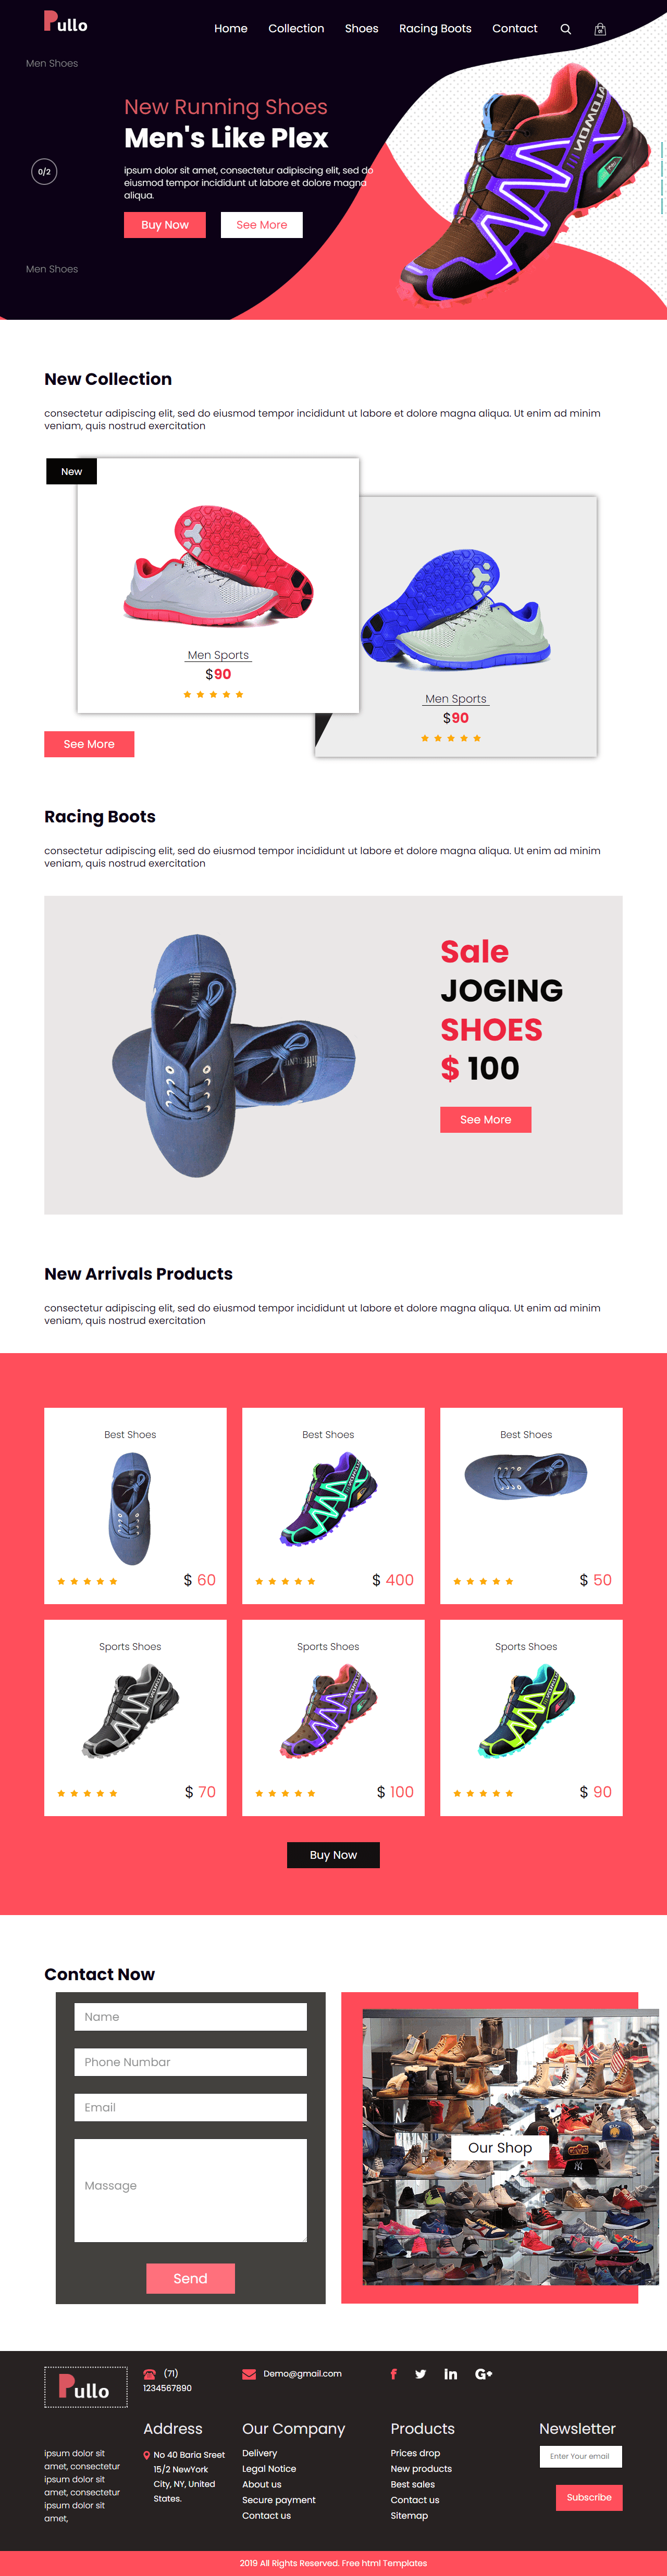 Pullo
Home Collection Shoes Racing Boots Contact
Men Shoes
New Running Shoes
Men's Like Plex
0/2
ipsum dolor sit amet, consectetur adipiscing elit, sed do
eiusmod tempor incididunt ut labore et dolore magna
aliqua.
Buy Now See More
Men Shoes
New Collection
consectetur adipiscing elit, sed do eiusmod tempor incididunt ut labore et dolore magna aliqua. Ut enim ad minim
veniam, quis nostrud exercitation
New
Men Sports
$90
Men Sports
$90
See More
Racing Boots
consectetur adipiscing elit, sed do eiusmod tempor incididunt ut labore et dolore magna aliqua. Ut enim ad minim
veniam, quis nostrud exercitation
Sale
JOGING
SHOES
$ 100
See More
New Arrivals Products
consectetur adipiscing elit, sed do eiusmod tempor incididunt ut labore et dolore magna aliqua. Ut enim ad minim
veniam, quis nostrud exercitation
Best Shoes Best Shoes Best Shoes
$ 60 $ 400 $ 50
Sports Shoes Sports Shoes Sports Shoes
$ 70 $ 100 $ 90
Buy Now
Contact Now
Name
Phone Numbar
Email
Massage
Send
Our Shop
Pullo
(71)
1234567890
Demo@gmail.com
ipsum dolor sit
amet, consectetur
ipsum dolor sit
amet, consectetur
ipsum dolor sit
amet,
Address
No 40 Baria Sreet
15/2 NewYork
City, NY, United
States.
Our Company
Delivery
Legal Notice
About us
Secure payment
Contact us
Products
Prices drop
New products
Best sales
Contact us
Sitemap
Newsletter
Enter Your email
Subscribe
2019 All Rights Reserved. Free html Templates